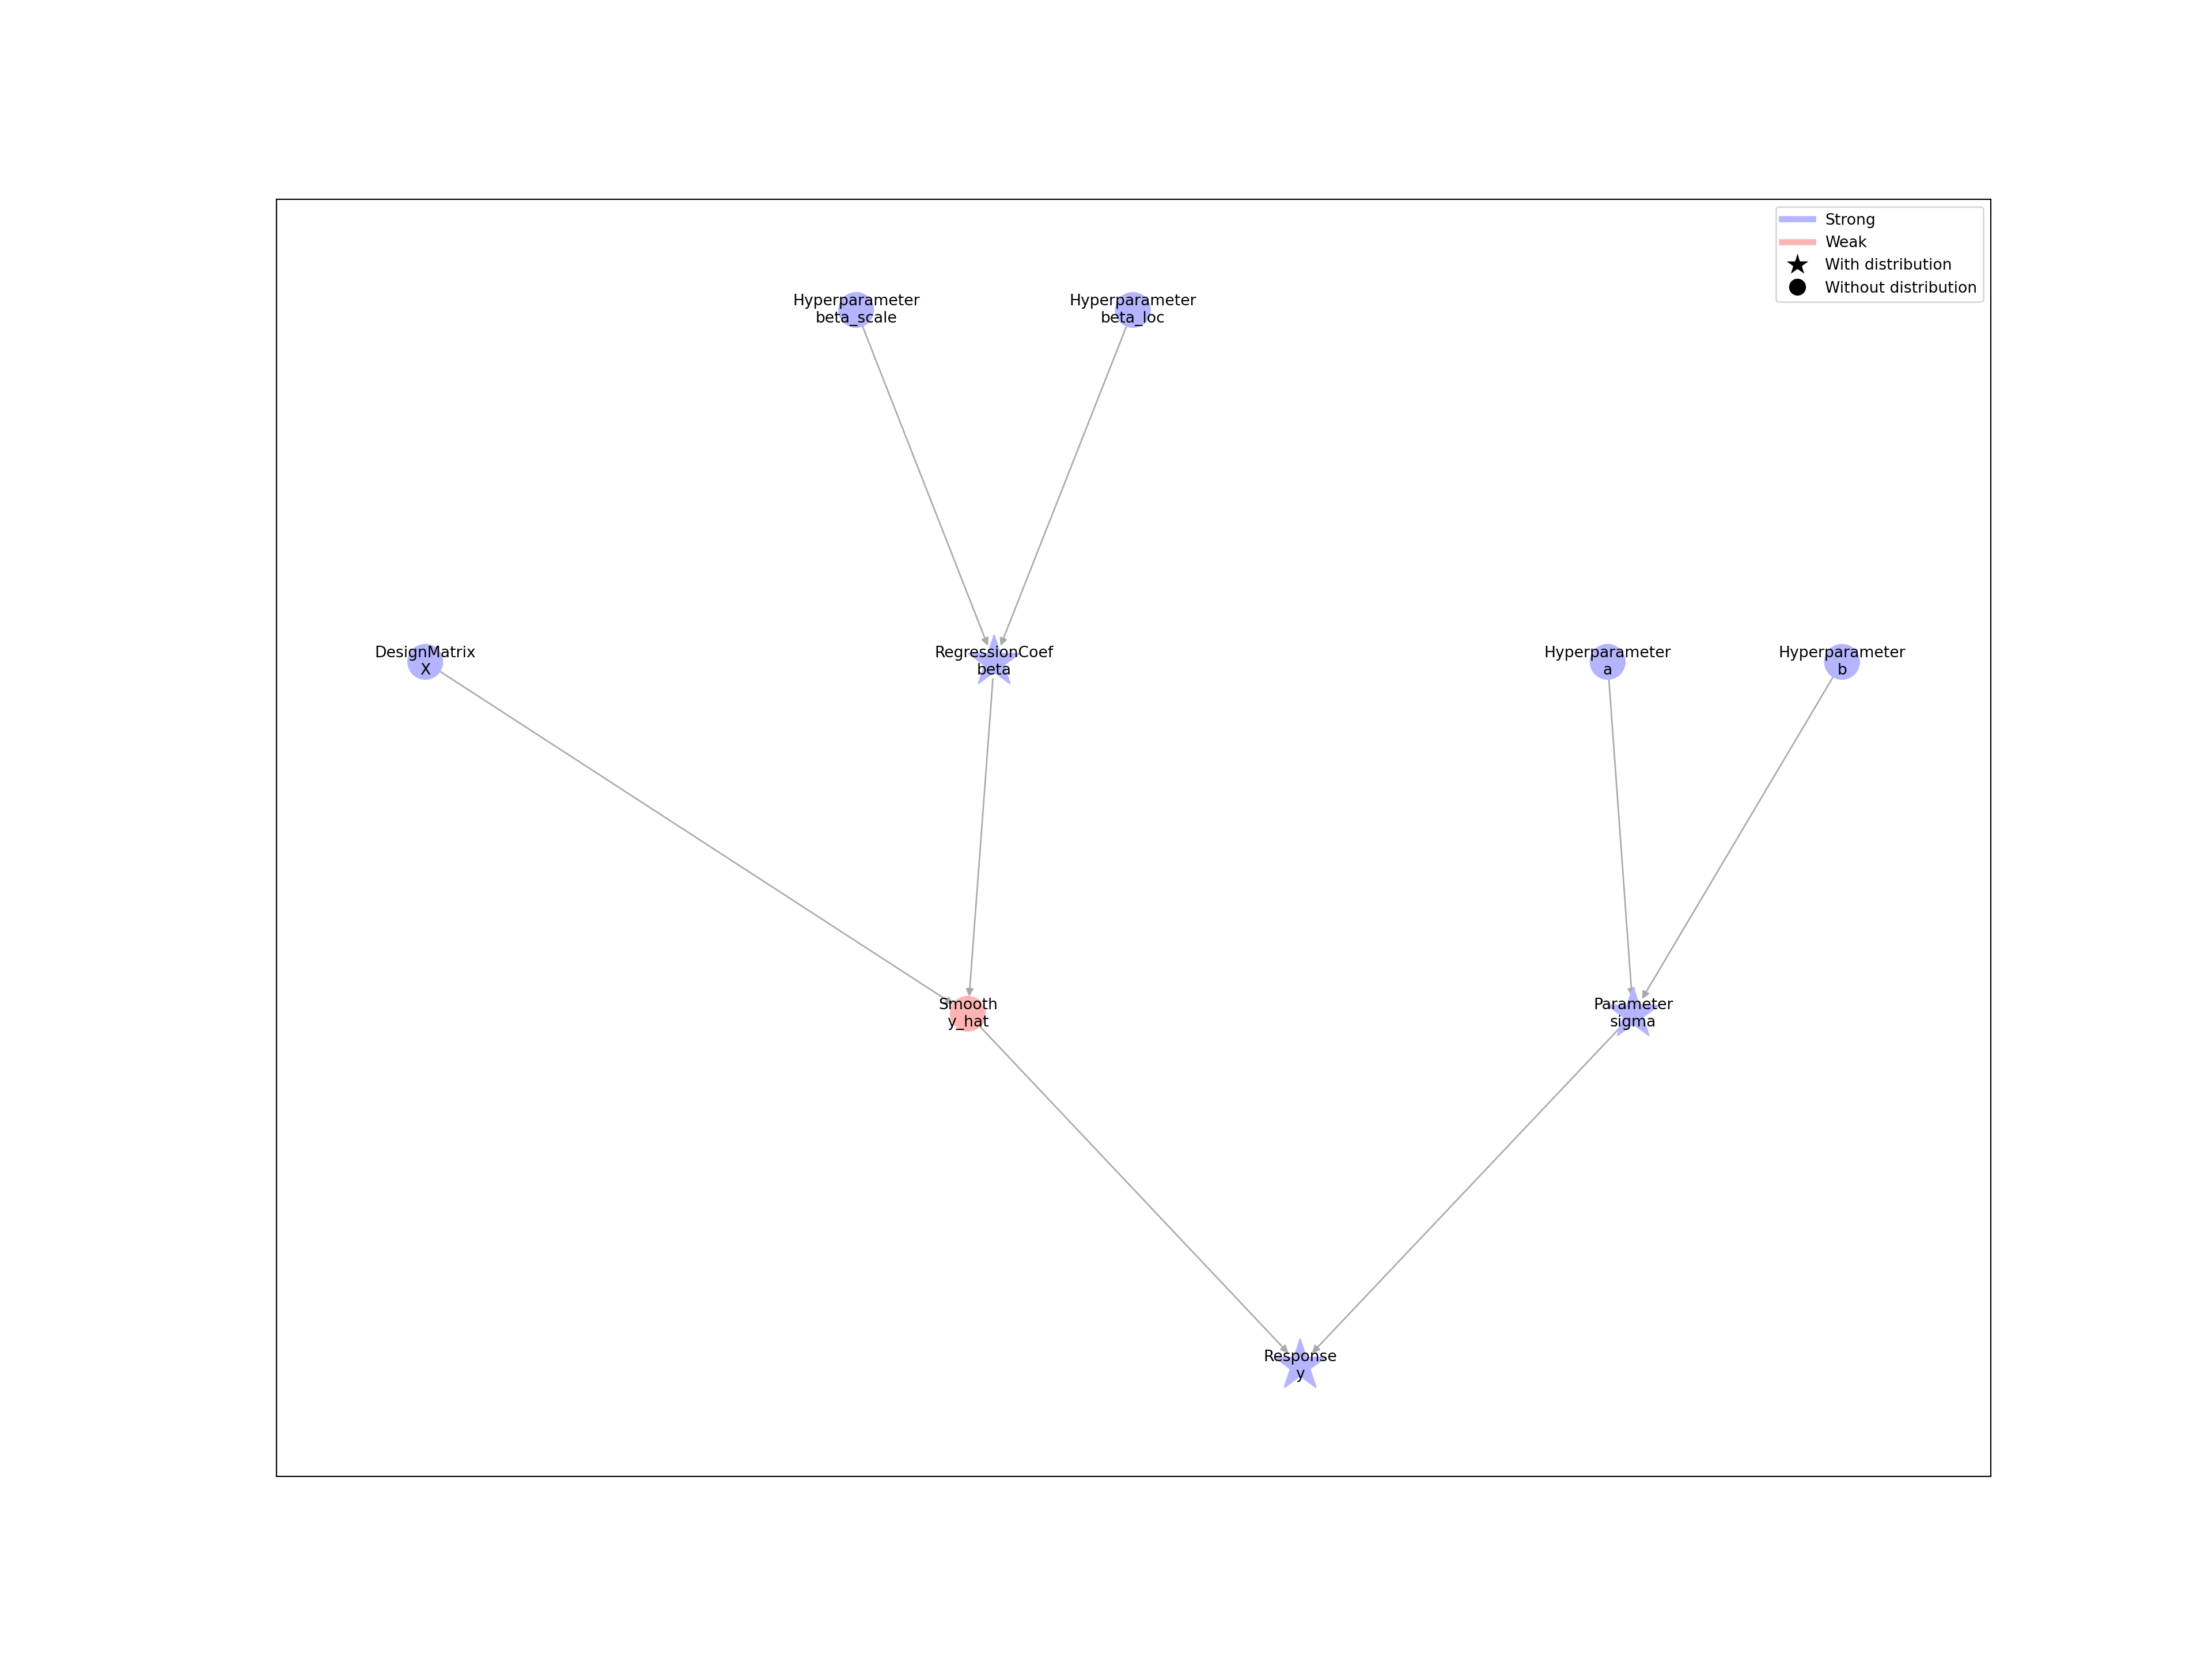 Strong
Weak
With distribution
Without distribution
Hyperparameter
beta_scale
Hyperparameter
beta_loc
DesignMatrix
X
RegressionCoef
beta
Hyperparameter
a
Hyperparameter
b
Smooth
y_hat
Parameter
sigma
Response
y